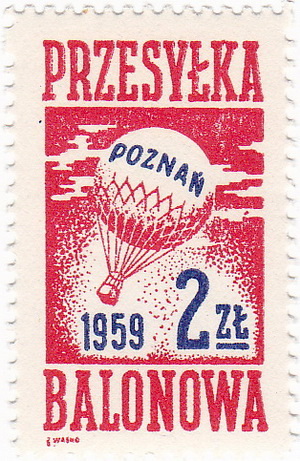 PRZESYŁKA
POZNAŃ
1959 2 ZŁ
BALONOWA